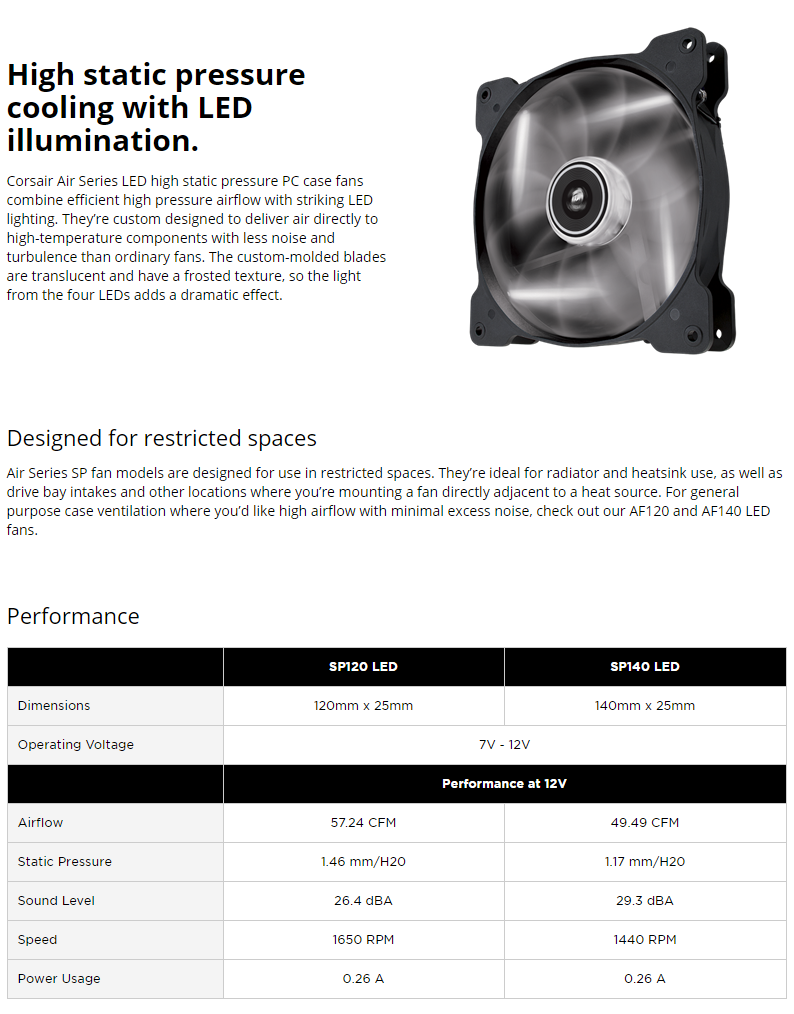 High static pressure
cooling with LED
illumination.
Corsair Air Series LED high static pressure PC case fans
combine efficient high pressure airflow with striking LED
lighting. They’re custom designed to deliver air directly to
high-temperature components with less noise and
turbulence than ordinary fans. The custom-molded blades
are translucent and have a frosted texture, so the light
from the four LEDs adds a dramatic effect.
Designed for restricted spaces
Air Series SP fan models are designed for use in restricted spaces. They’re ideal for radiator and heatsink use, as well as
drive bay intakes and other locations where you’re mounting a fan directly adjacent to a heat source. For general
purpose case ventilation where you’d like high airflow with minimal excess noise, check out our AF120 and AF140 LED
fans.
Performance
SP120 LED SP140 LED
Dimensions 120mm x 25mm 140mm x 25mm
Operating Voltage 7V - 12V
Performance at 12V
Airflow 57.24 CFM 49.49 CFM
Static Pressure 1.46 mm/H20 1.17 mm/H20
Sound Level 26.4 dBA 29.3 dBA
Speed 1650 RPM 1440 RPM
Power Usage 0.26 A 0.26 A